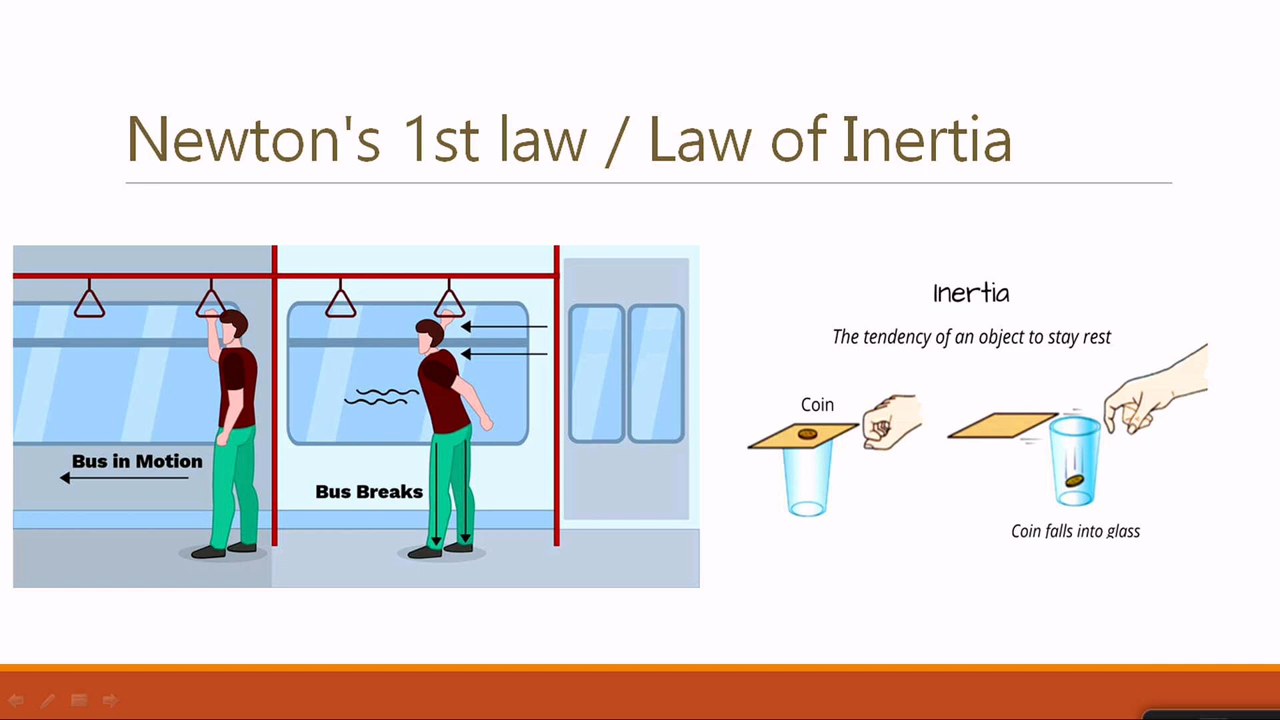 Newton's 1st law / Law of Inertia
Bus in Motion
Bus Breaks
Inertia
The tendency of an object to stay rest
Coin
Coin falls into glass